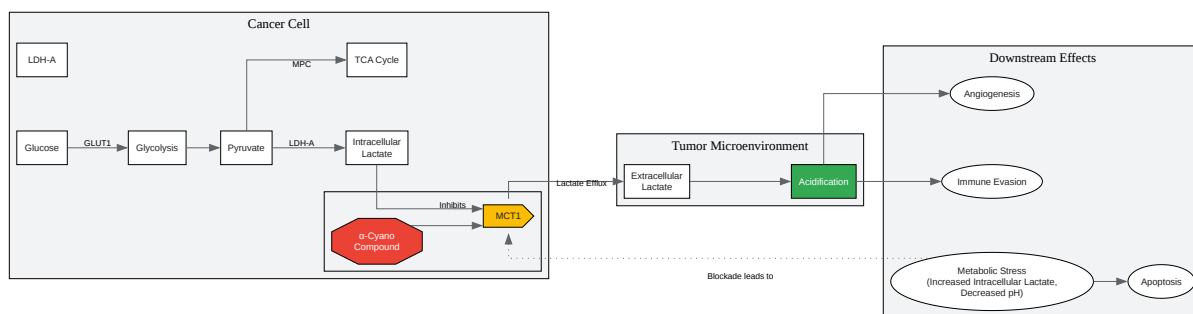 Cancer Cell
LDH-A
MPC
TCA Cycle
Glucose
GLUT1
Glycolysis
Pyruvate
LDH-A
Intracellular
Lactate
Inhibits
MCT1
α-Cyano
Compound
Lactate Efflux
Tumor Microenvironment
Extracellular
Lactate
Acidification
Blockade leads to
Downstream Effects
Angiogenesis
Immune Evasion
Metabolic Stress
(Increased Intracellular Lactate,
Decreased pH)
Apoptosis